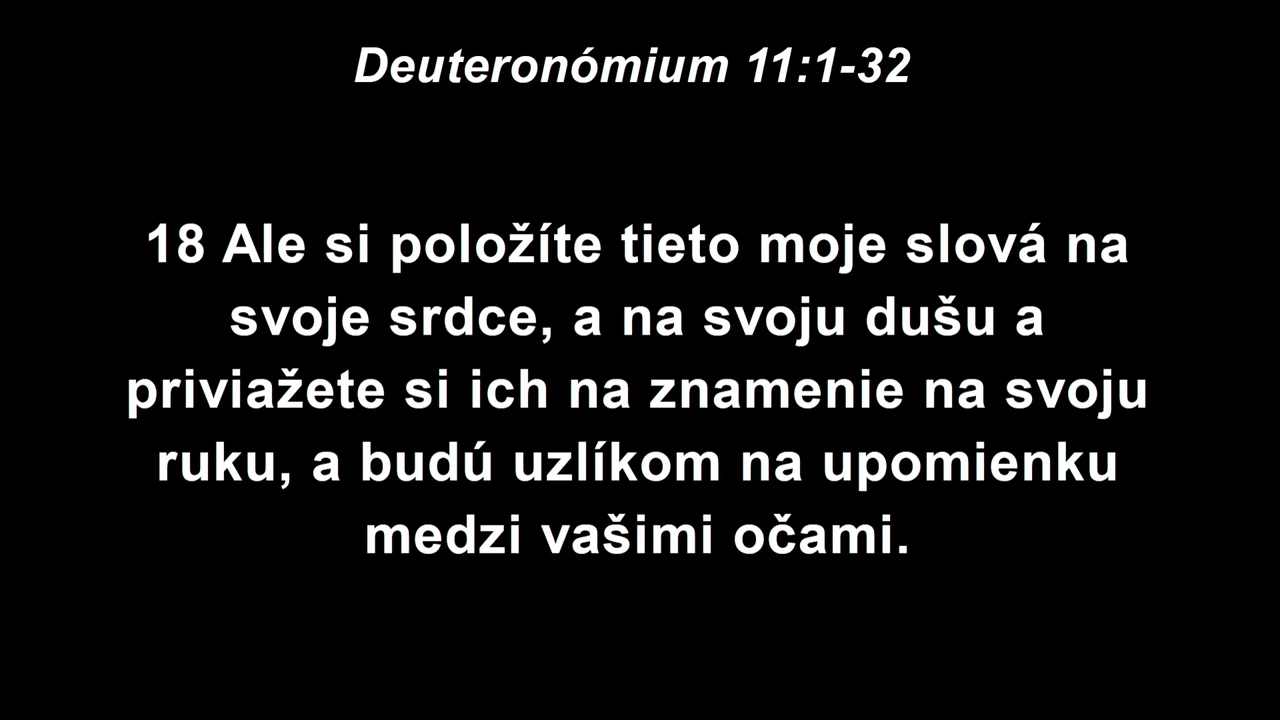 Deuteronómium 11:1-32
18 Ale si položíte tieto moje slová na
svoje srdce, a na svoju dušu a
priviažete si ich na znamenie na svoju
ruku, a budú uzlíkom na upomienku
medzi vašimi očami.